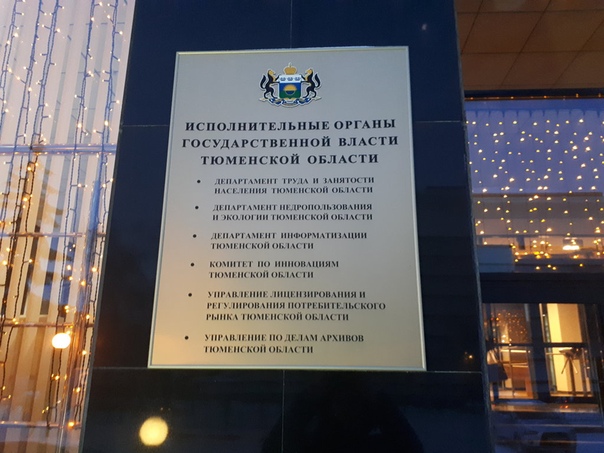 ИСПОЛНИТЕЛЬНЫЕ ОРГАНЫ
ГОСУДАРСТВЕННОЙ ВЛАСТИ
ТЮМЕНСКОЙ ОБЛАСТИ
• ДЕПАРТАМЕНТ ТРУДА И ЗАНЯТОСТИ
НАСЕЛЕНИЯ ТЮМЕНСКОЙ ОБЛАСТИ
• ДЕПАРТАМЕНТ НЕДРОПОЛЬЗОВАНИЯ
И ЭКОЛОГИИ ТЮМЕНСКОЙ ОБЛАСТИ
• ДЕПАРТАМЕНТ ИНФОРМАТИЗАЦИИ
ТЮМЕНСКОЙ ОБЛАСТИ
• КОМИТЕТ ПО ИННОВАЦИЯМ
ТЮМЕНСКОЙ ОБЛАСТИ
• УПРАВЛЕНИЕ ЛИЦЕНЗИРОВАНИЯ И
РЕГУЛИРОВАНИЯ ПОТРЕБИТЕЛЬСКОГО
РЫНКА ТЮМЕНСКОЙ ОБЛАСТИ
• УПРАВЛЕНИЕ ПО ДЕЛАМ АРХИВОВ
ТЮМЕНСКОЙ ОБЛАСТИ